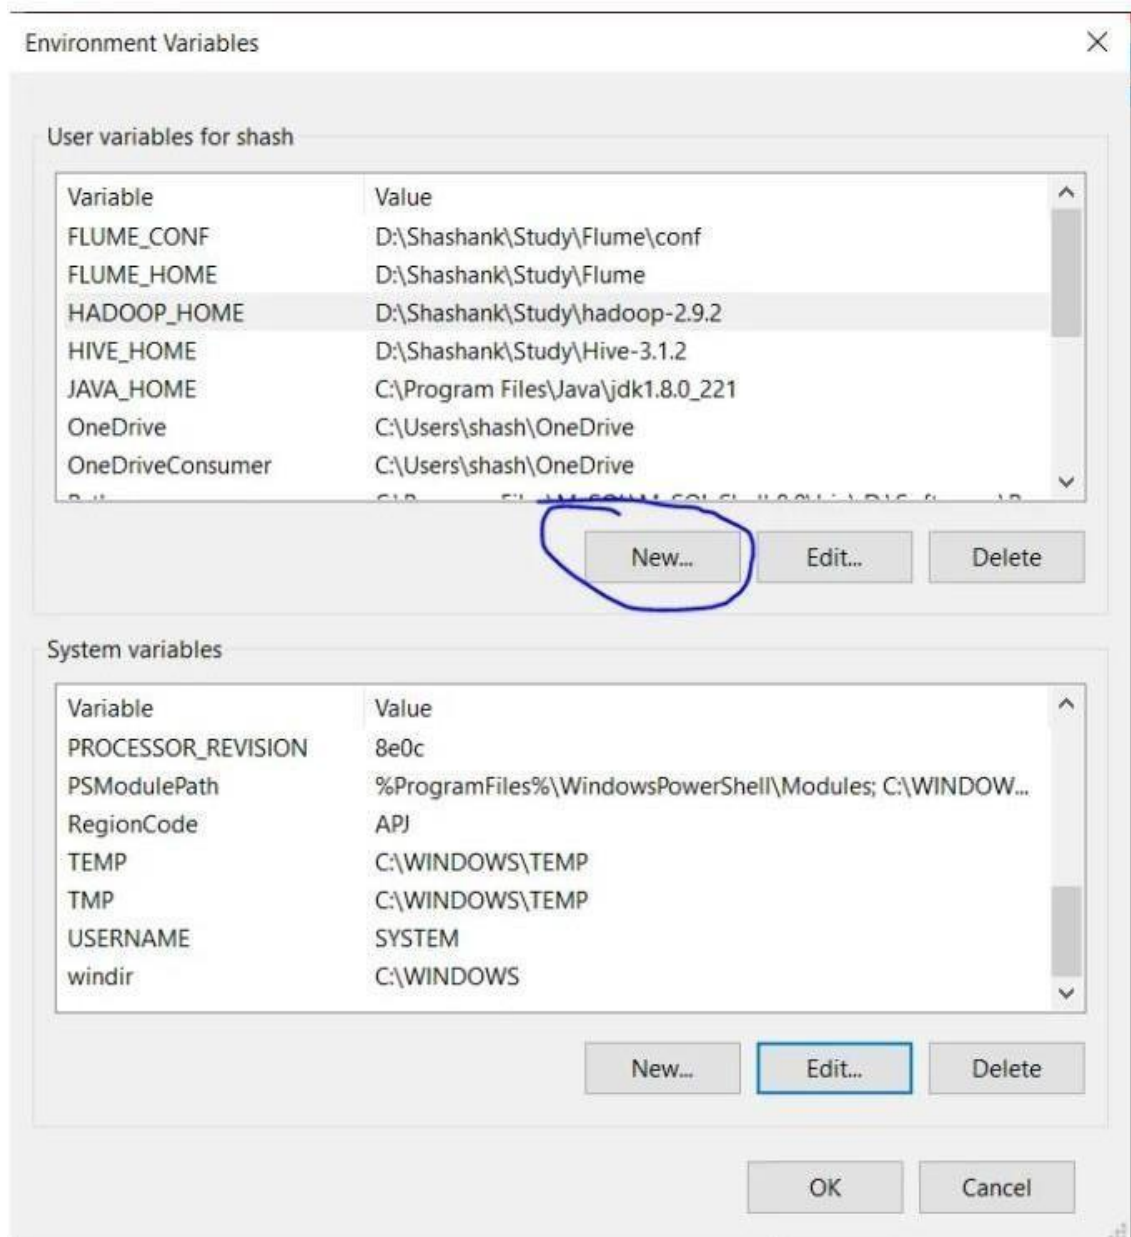 Environment Variables
User variables for shash
Variable Value
FLUME_CONF D:\Shashank\Study\Flume\conf
FLUME_HOME D:\Shashank\Study\Flume
HADOOP_HOME D:\Shashank\Study\hadoop-2.9.2
HIVE_HOME D:\Shashank\Study\Hive-3.1.2
JAVA_HOME C:\Program Files\Java\jdk1.8.0_221
OneDrive C:\Users\shash\OneDrive
OneDriveConsumer C:\Users\shash\OneDrive
New... Edit... Delete
System variables
Variable Value
PROCESSOR_REVISION 8e0c
PSModulePath %ProgramFiles%\WindowsPowerShell\Modules; C:\WINDOW...
RegionCode APJ
TEMP C:\WINDOWS\TEMP
TMP C:\WINDOWS\TEMP
USERNAME SYSTEM
windir C:\WINDOWS
New... Edit... Delete
OK Cancel